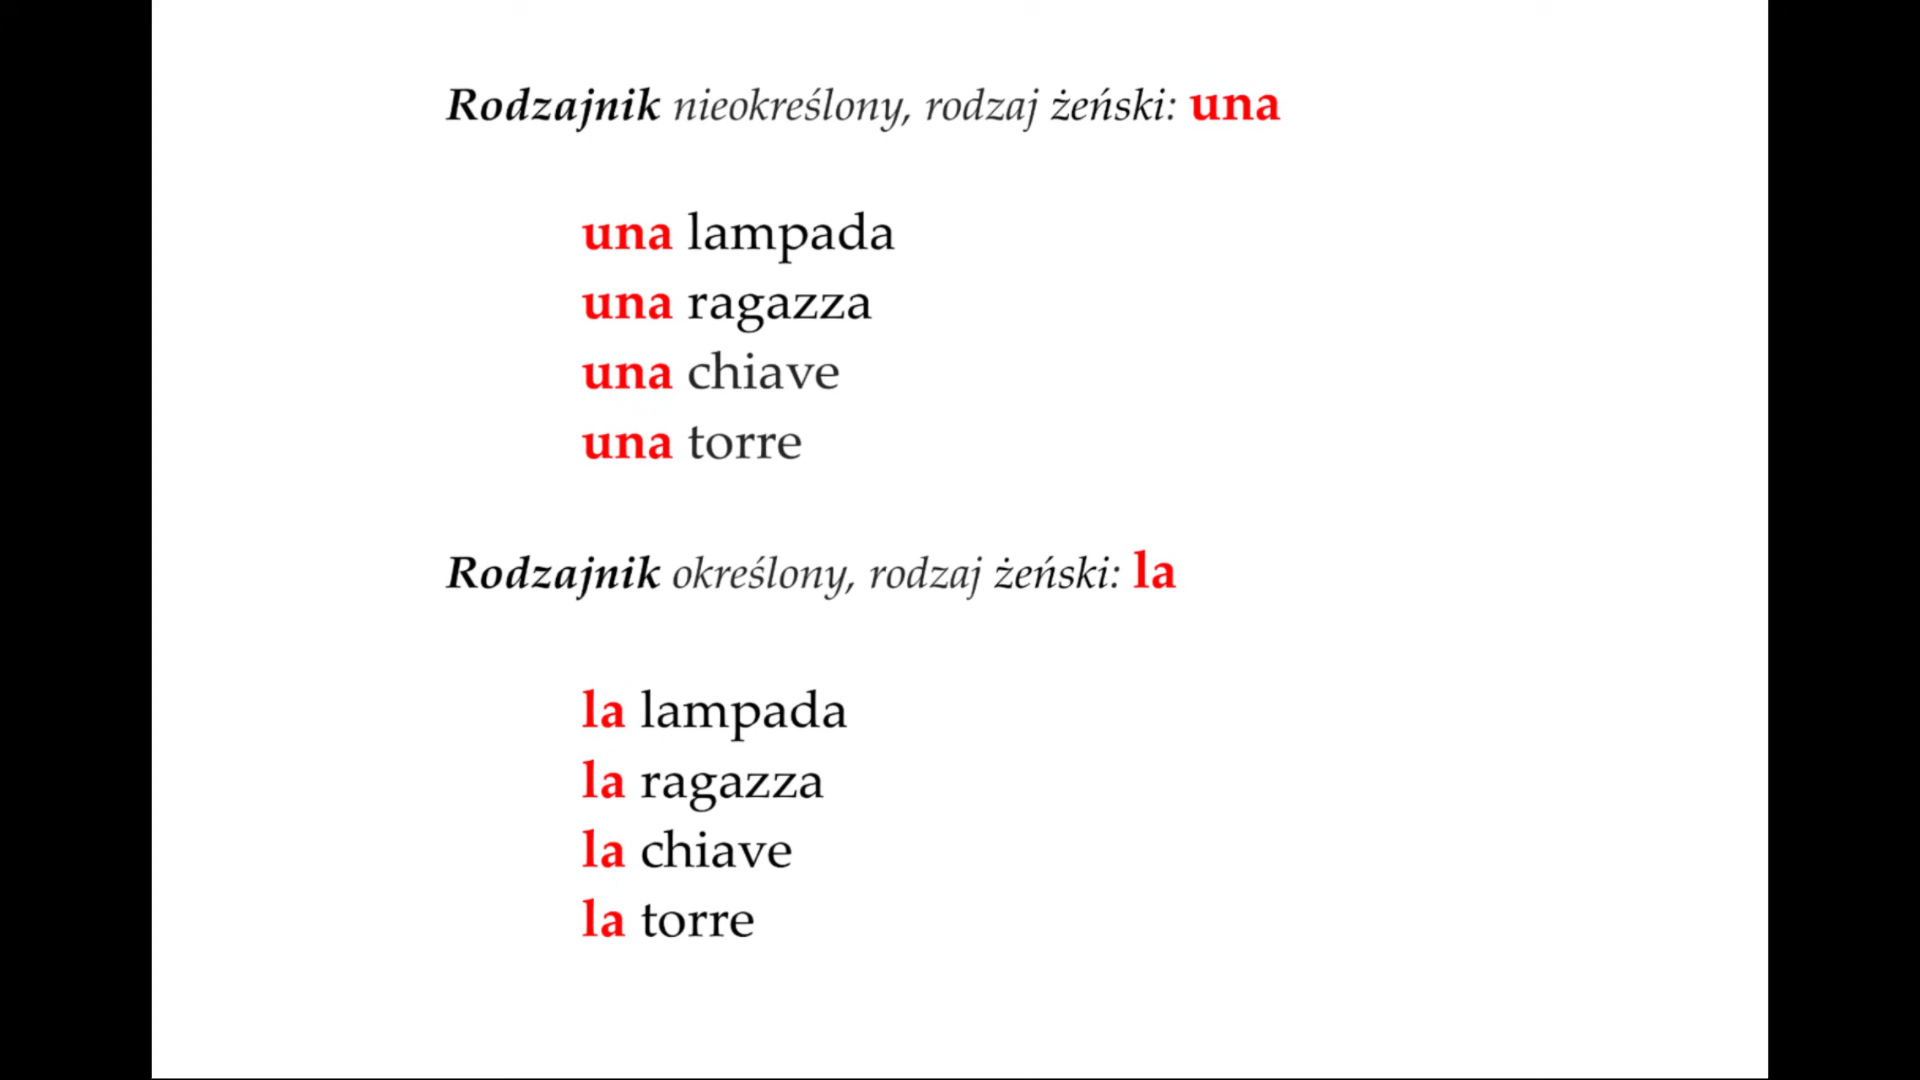 Rodzajnik nieokreślony, rodzaj żeński: una
una lampada
una ragazza
una chiave
una torre
Rodzajnik określony, rodzaj żeński: la
la lampada
la ragazza
la chiave
la torre